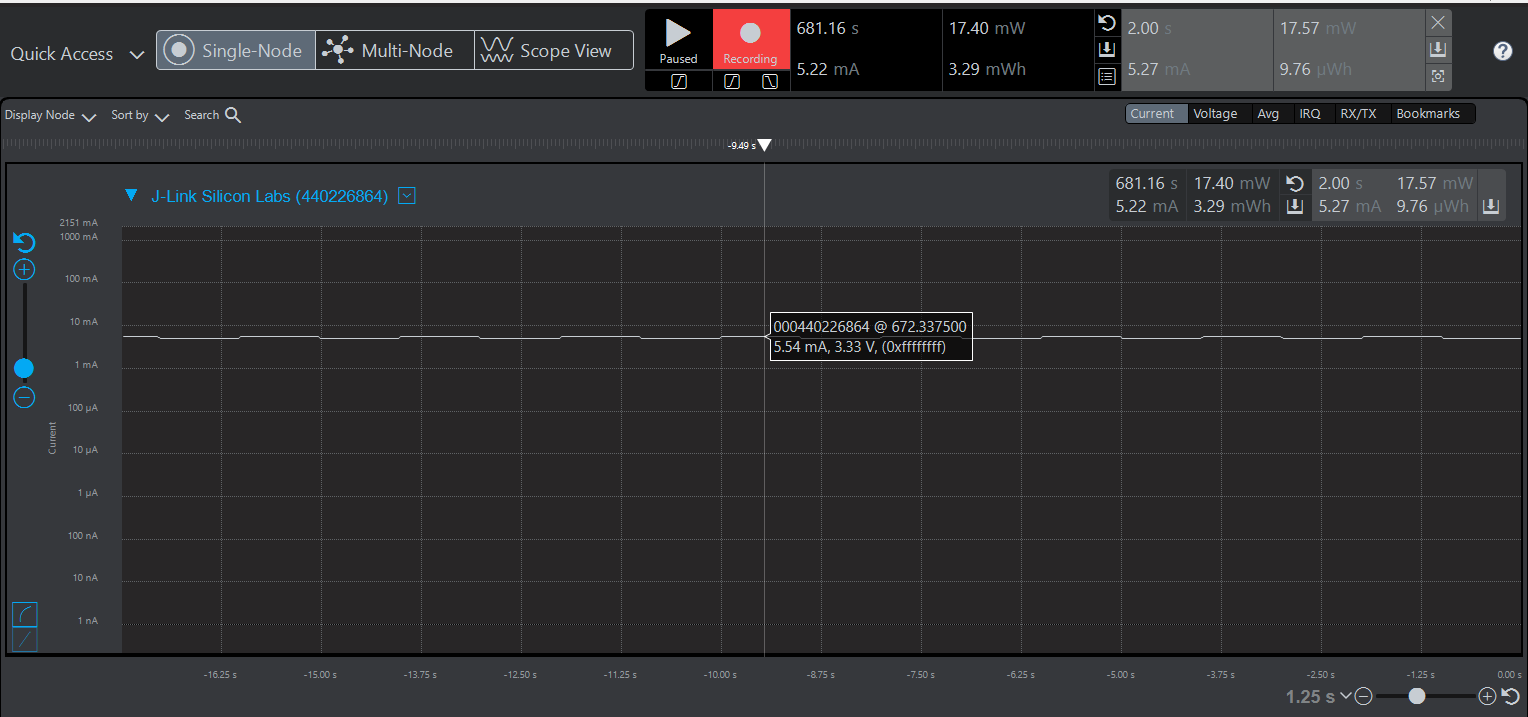 Quick Access
Single-Node
Multi-Node
Scope View
Paused
Recording
681.16 s
5.22 mA
17.40 mW
3.29 mWh
2.00 s
5.27 mA
17.57 mW
9.76 µWh
?
Display Node
Sort by
Search
Current
Voltage
Avg
IRQ
RX/TX
Bookmarks
-9.49 s
J-Link Silicon Labs (440226864)
681.16 s 17.40 mW
5.22 mA 3.29 mWh
2.00 s 17.57 mW
5.27 mA 9.76 µWh
2151 mA
1000 mA
100 mA
10 mA
1 mA
100 µA
10 µA
1 µA
100 nA
10 nA
1 nA
Current
000440226864 @ 672.337500
5.54 mA, 3.33 V, (0xffffffff)
-16.25 s
-15.00 s
-13.75 s
-12.50 s
-11.25 s
-10.00 s
-8.75 s
-7.50 s
-6.25 s
-5.00 s
-3.75 s
-2.50 s
-1.25 s
0.00 s
1.25 s